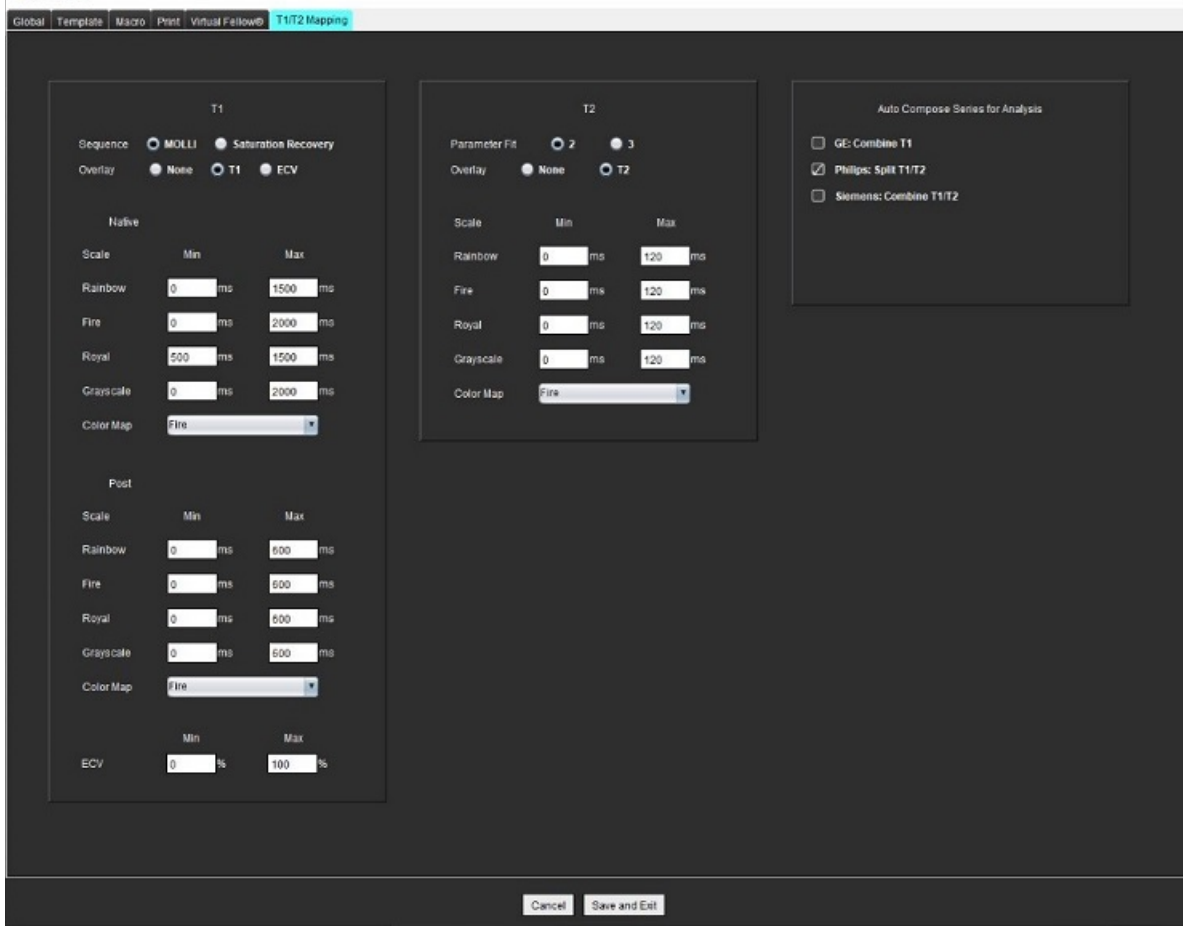 Global Template Macro Print Virtual Fellow® T1/T2 Mapping
T1
Sequence MOLLI Saturation Recovery
Overlay None T1 ECV
Native
Scale Min Max
Rainbow 0 ms 1500 ms
Fire 0 ms 2000 ms
Royal 500 ms 1500 ms
Grayscale 0 ms 2000 ms
Color Map Fire
Post
Scale Min Max
Rainbow 0 ms 600 ms
Fire 0 ms 600 ms
Royal 0 ms 600 ms
Grayscale 0 ms 600 ms
Color Map Fire
Min Max
ECV 0 % 100 %
T2
Parameter Fit 2 3
Overlay None T2
Scale Min Max
Rainbow 0 ms 120 ms
Fire 0 ms 120 ms
Royal 0 ms 120 ms
Grayscale 0 ms 120 ms
Color Map Fire
Auto Compose Series for Analysis
GE: Combine T1
Philips: Split T1/T2
Siemens: Combine T1/T2
Cancel Save and Exit